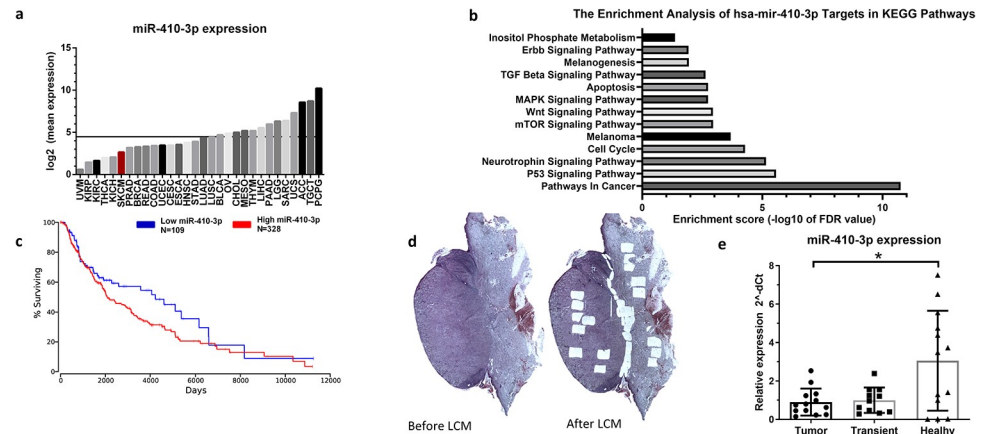 a
miR-410-3p expression
log2 (mean expression)
15
10
5
0
UVM
KIRP
KIRC
THCA
KICH
SKCM
PRAD
BRCA
READ
COAD
UCEC
CESC
ESCA
HNSC
STAD
LUAD
LUSC
BLCA
OV
CHOL
MESO
THYM
LIHC
PAAD
LGG
SARC
UCS
ACC
TGCT
PCPG
b
The Enrichment Analysis of hsa-mir-410-3p Targets in KEGG Pathways
Inositol Phosphate Metabolism
Erbb Signaling Pathway
Melanogenesis
TGF Beta Signaling Pathway
Apoptosis
MAPK Signaling Pathway
Wnt Signaling Pathway
mTOR Signaling Pathway
Melanoma
Cell Cycle
Neurotrophin Signaling Pathway
P53 Signaling Pathway
Pathways In Cancer
0 5 10
Enrichment score (-log10 of FDR value)
c
Low miR-410-3p
N=109
High miR-410-3p
N=328
% Surviving
100
80
60
40
20
0
0 2000 4000 6000 8000 10000 12000
Days
d
Before LCM
After LCM
e
miR-410-3p expression
*
Relative expression 2^-dCt
8
6
4
2
0
Tumor Transient Healhy